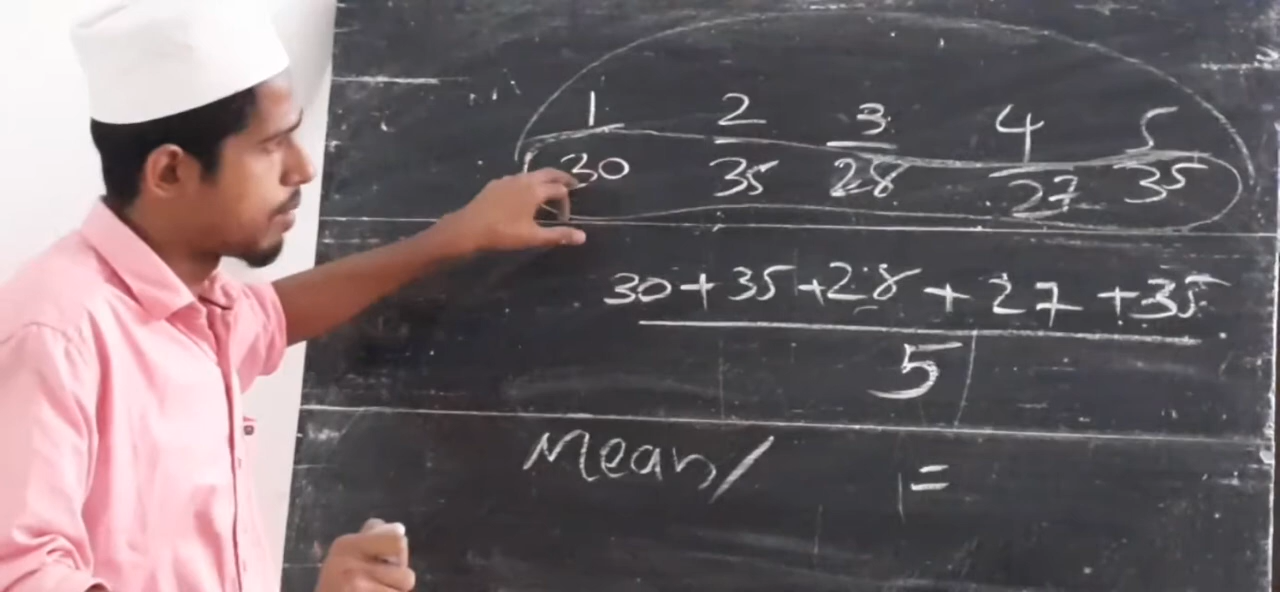 1 2 3 4 5
30 35 28 27 35
30+35+28+27+35
5
Mean/ =